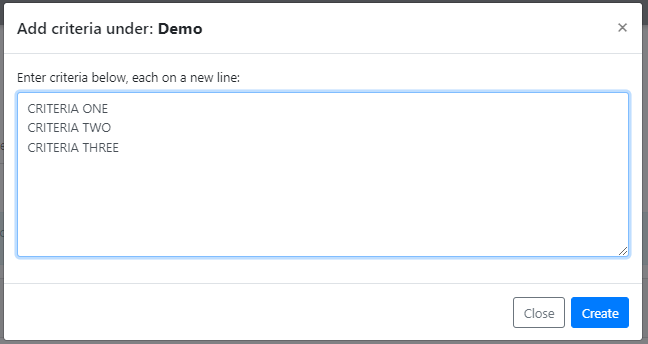 Add criteria under: Demo
×
Enter criteria below, each on a new line:
CRITERIA ONE
CRITERIA TWO
CRITERIA THREE
Close
Create